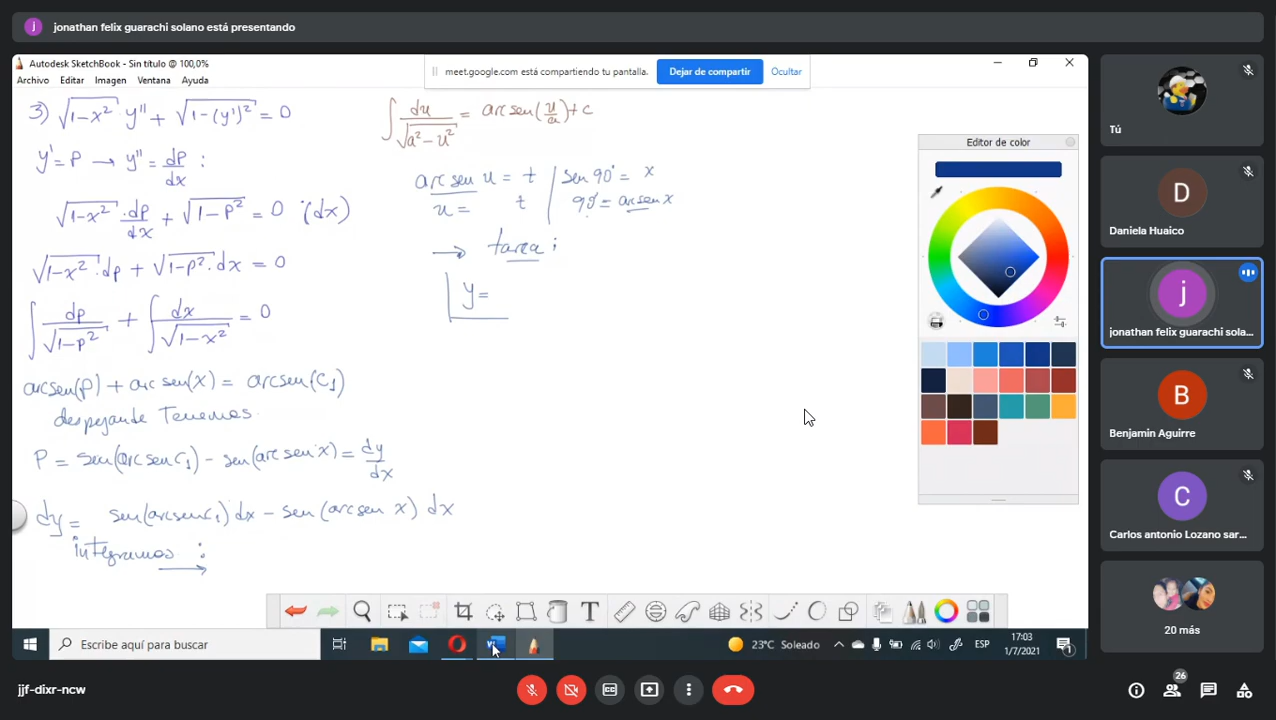 jonathan felix guarachi solano está presentando
j
Autodesk SketchBook - Sin título @ 100,0%
Archivo Editar Imagen Ventana Ayuda
meet.google.com está compartiendo tu pantalla.
Dejar de compartir
Ocultar
3) √(1-x²) y'' + √(1-(y')²) = 0
y' = P → y'' = dP/dx :
√(1-x²) · dp/dx + √(1-P²) = 0 ·(dx)
√(1-x²) · dp + √(1-p²) · dx = 0
∫ dp/√(1-p²) + ∫ dx/√(1-x²) = 0
arcsen(p) + arc sen(x) = arcsen(C₁)
despejando Tenemos
P = sen(arcsen C₁) - sen(arc sen x) = dy/dx
dy = sen(arcsen C₁) dx - sen(arcsen x) dx
integramos :
→
∫ du/√(a²-u²) = arcsen(u/a) + c
arcsen u = t | sen 90° = x
u = t | 90° = arcsen x
→ tarea :
y =
Editor de color
Tú
D
Daniela Huaico
j
jonathan felix guarachi sola...
B
Benjamin Aguirre
C
Carlos antonio Lozano sar...
20 más
T
Escribe aquí para buscar
23°C Soleado
ESP
17:03
1/7/2021
1
jjf-dixr-ncw
26